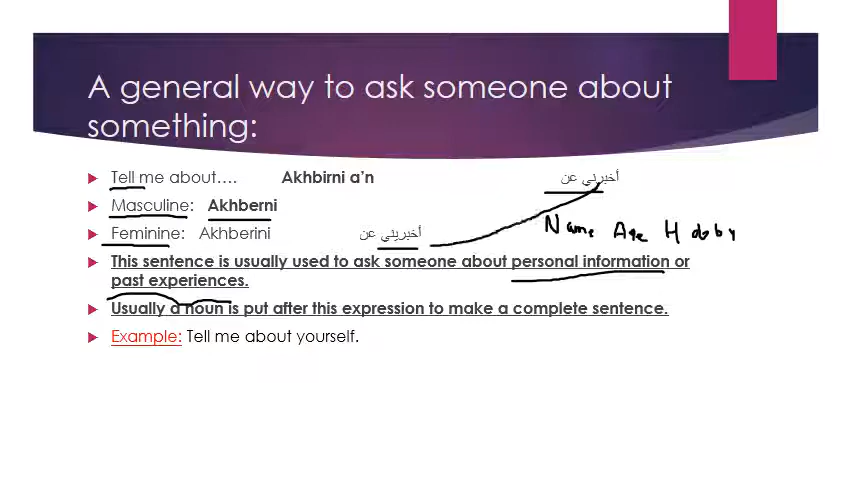 A general way to ask someone about
something:
Tell me about…. Akhbirni a’n أخبرني عن
Masculine: Akhberni
Feminine: Akhberini أخبريني عن
Name Age Hobby
This sentence is usually used to ask someone about personal information or
past experiences.
Usually a noun is put after this expression to make a complete sentence.
Example: Tell me about yourself.